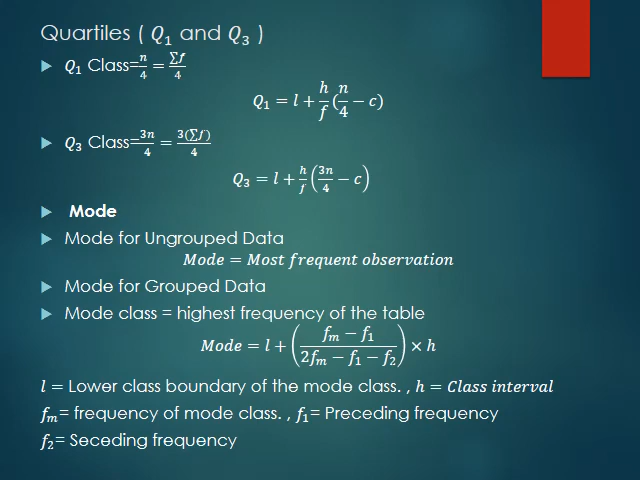 Quartiles ( Q₁ and Q₃ )
Q₁ Class=n/4 = Σf/4
Q₁ = l + h/f (n/4 − c)
Q₃ Class=3n/4 = 3(Σf)/4
Q₃ = l + h/f (3n/4 − c)
Mode
Mode for Ungrouped Data
Mode = Most frequent observation
Mode for Grouped Data
Mode class = highest frequency of the table
Mode = l + ((fₘ − f₁)/(2fₘ − f₁ − f₂)) × h
l = Lower class boundary of the mode class. , h = Class interval
fₘ= frequency of mode class. , f₁= Preceding frequency
f₂= Seceding frequency